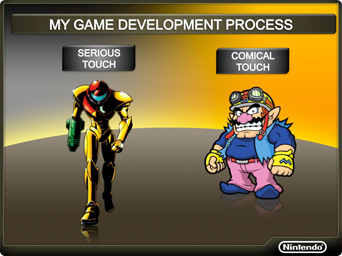 MY GAME DEVELOPMENT PROCESS
SERIOUS
TOUCH
COMICAL
TOUCH
Nintendo